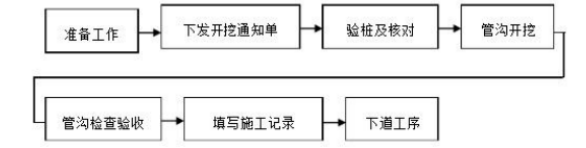 准备工作
下发开挖通知单
验桩及核对
管沟开挖
管沟检查验收
填写施工记录
下道工序